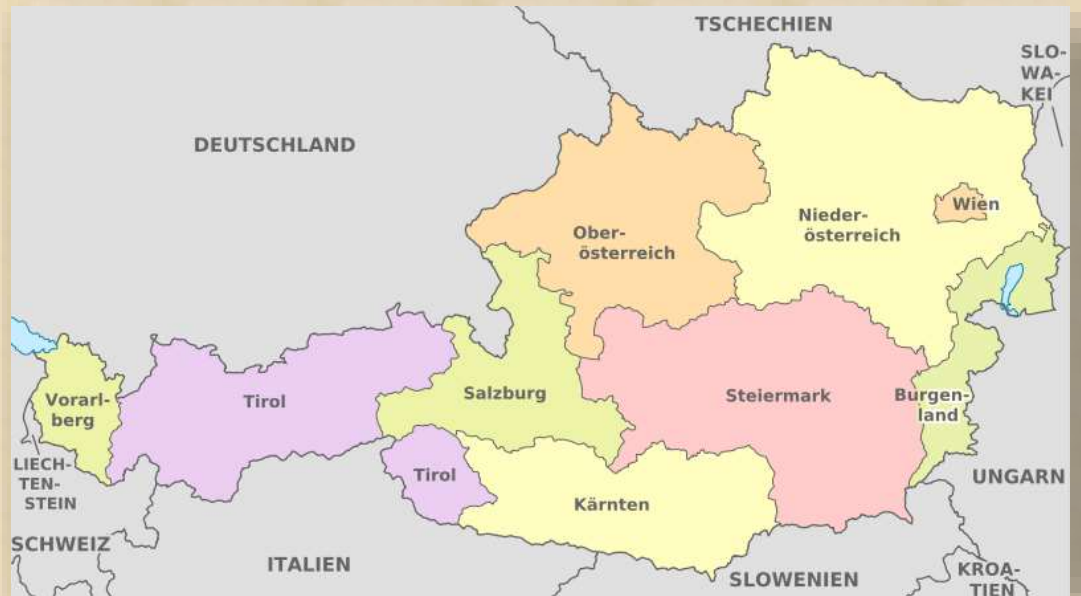 TSCHECHIEN
SLO-
WA-
KEI
DEUTSCHLAND
Wien
Nieder-
österreich
Ober-
österreich
Vorarl-
berg
Tirol
Salzburg
Steiermark
Burgen-
land
LIECH-
TEN-
STEIN
Tirol
Kärnten
UNGARN
SCHWEIZ
ITALIEN
SLOWENIEN
KROA-
TIEN